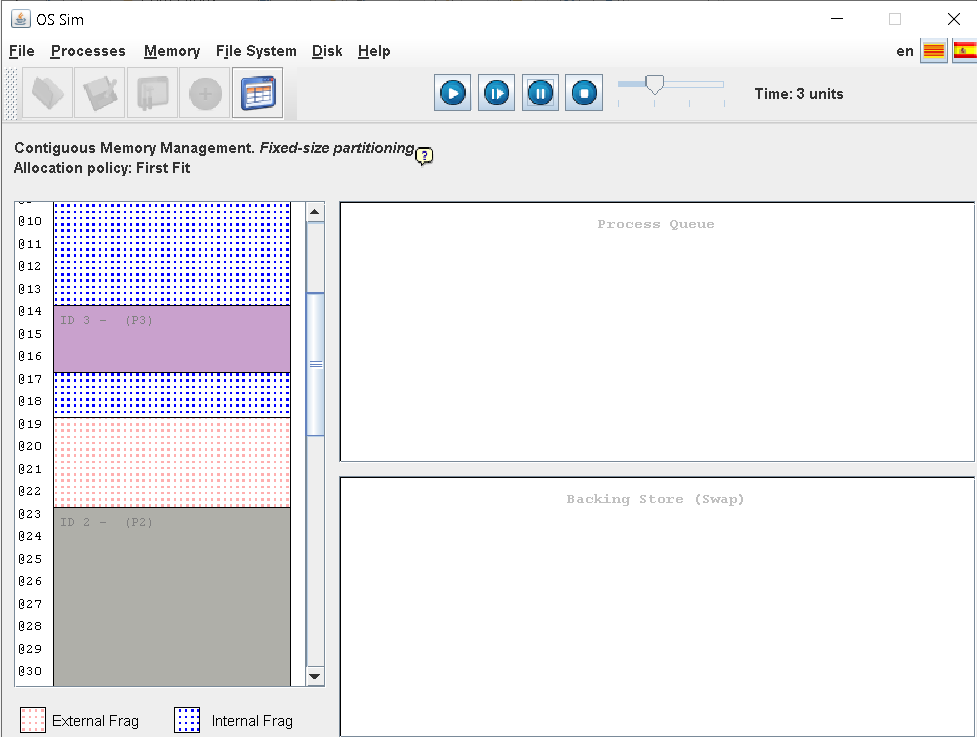 OS Sim
File Processes Memory File System Disk Help en
Time: 3 units
Contiguous Memory Management. Fixed-size partitioning
?
Allocation policy: First Fit
@10
@11
@12
@13
@14
ID 3 - (P3)
@15
@16
@17
@18
@19
@20
@21
@22
@23
ID 2 - (P2)
@24
@25
@26
@27
@28
@29
@30
Process Queue
Backing Store (Swap)
External Frag
Internal Frag